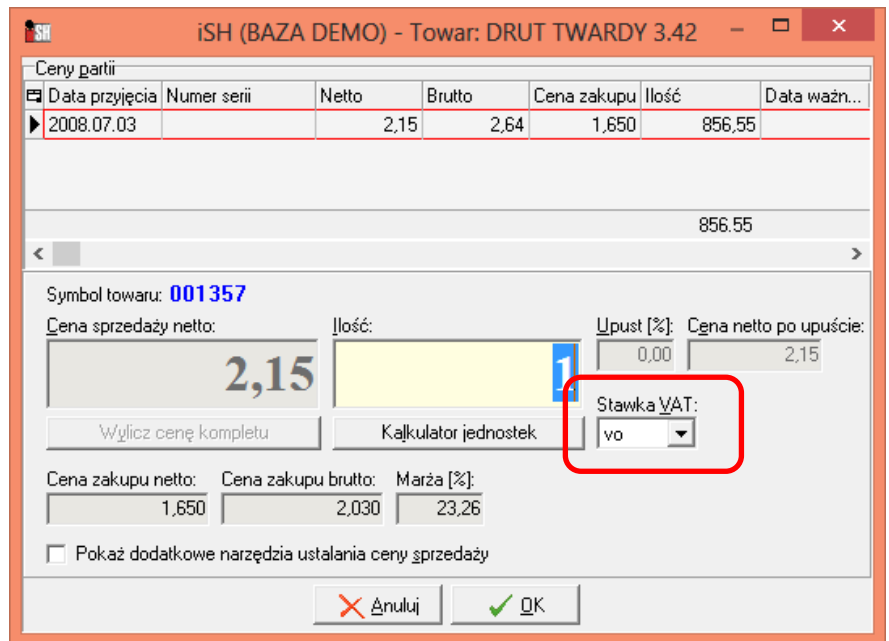 iSH iSH (BAZA DEMO) - Towar: DRUT TWARDY 3.42
Ceny partii
Data przyjęcia Numer serii Netto Brutto Cena zakupu Ilość Data ważn...
2008.07.03 2,15 2,64 1,650 856,55
856.55
Symbol towaru: 001357
Cena sprzedaży netto: Ilość: Upust [%]: Cena netto po upuście:
2,15 1 0,00 2,15
Stawka VAT:
Wylicz cenę kompletu Kalkulator jednostek vo
Cena zakupu netto: Cena zakupu brutto: Marża [%]:
1,650 2,030 23,26
Pokaż dodatkowe narzędzia ustalania ceny sprzedaży
Anuluj OK